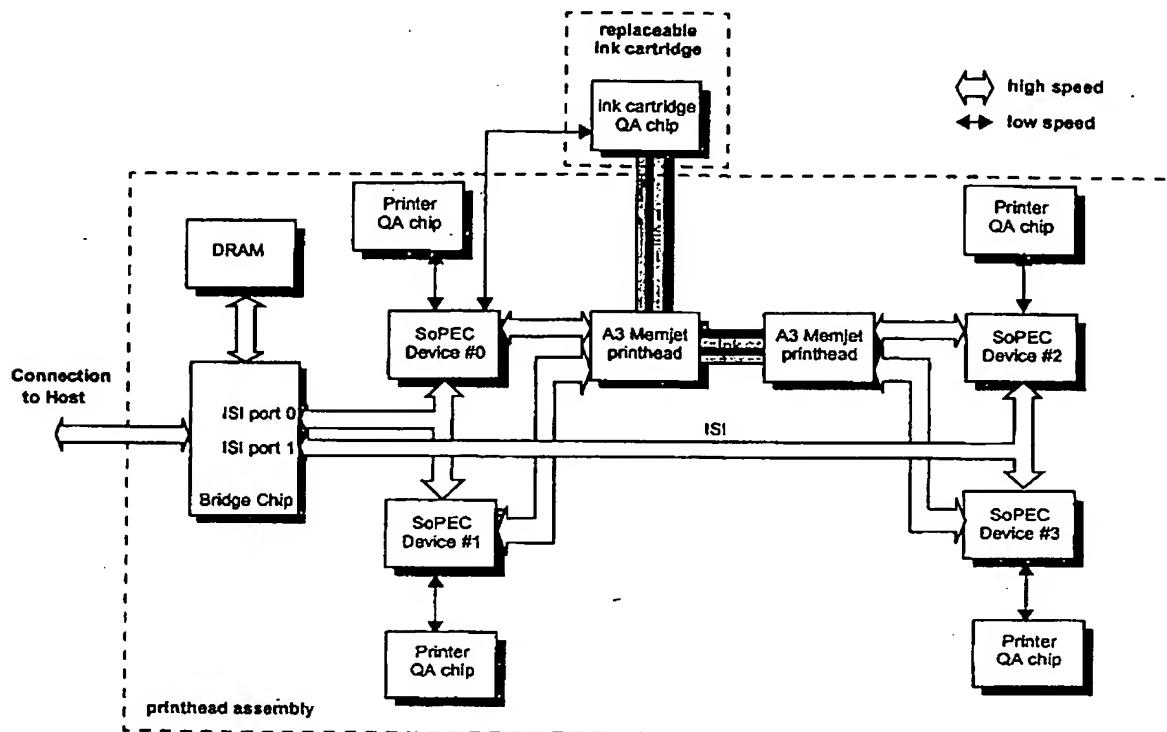 replaceable
ink cartridge
ink cartridge
QA chip
high speed
low speed
Printer
QA chip
Printer
QA chip
DRAM
SoPEC
Device #0
A3 Memjet
printhead
ink
A3 Memjet
printhead
SoPEC
Device #2
Connection
to Host
ISI port 0
ISI port 1
ISI
Bridge Chip
SoPEC
Device #1
SoPEC
Device #3
Printer
QA chip
Printer
QA chip
printhead assembly